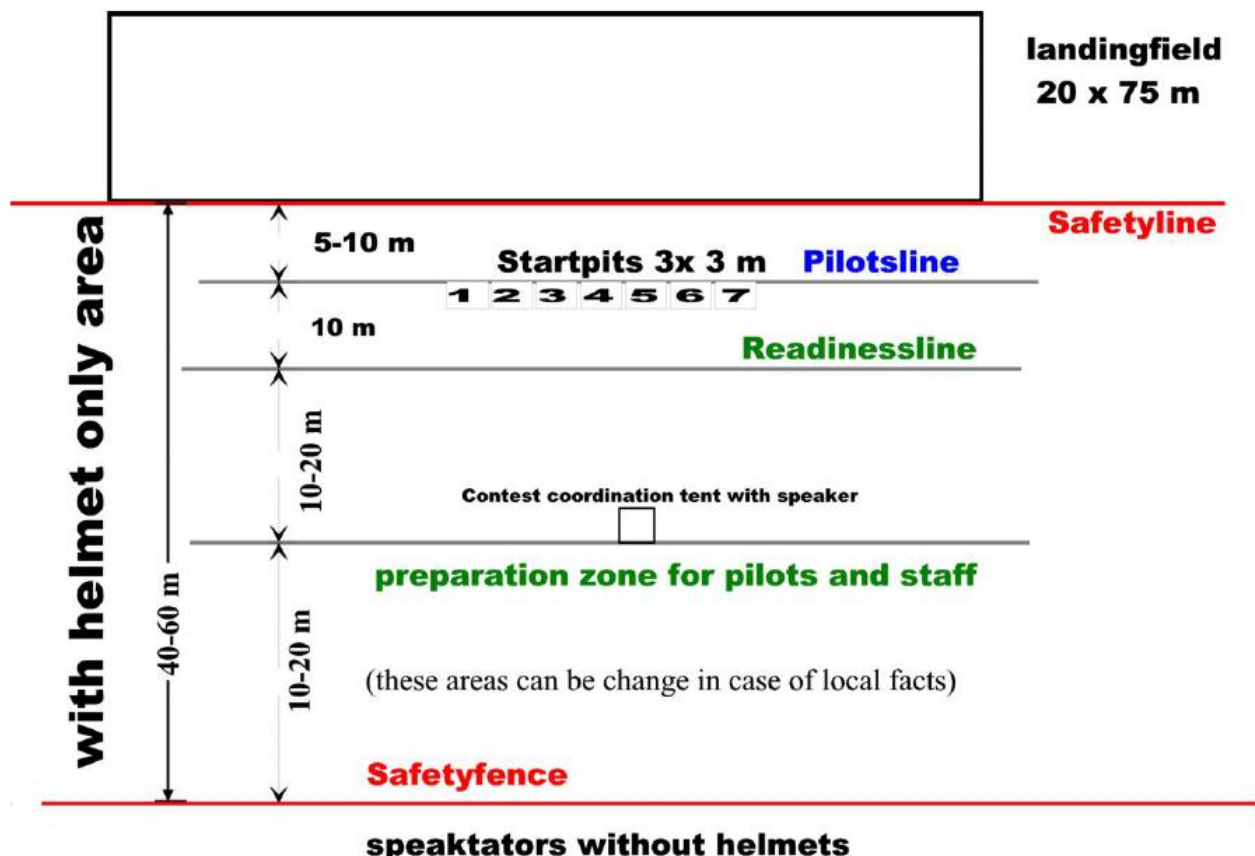 landingfield
20 x 75 m
Safetyline
5-10 m
Startpits 3x 3 m
Pilotsline
1 2 3 4 5 6 7
10 m
Readinessline
10-20 m
Contest coordination tent with speaker
preparation zone for pilots and staff
with helmet only area
40-60 m
10-20 m
(these areas can be change in case of local facts)
Safetyfence
speaktators without helmets